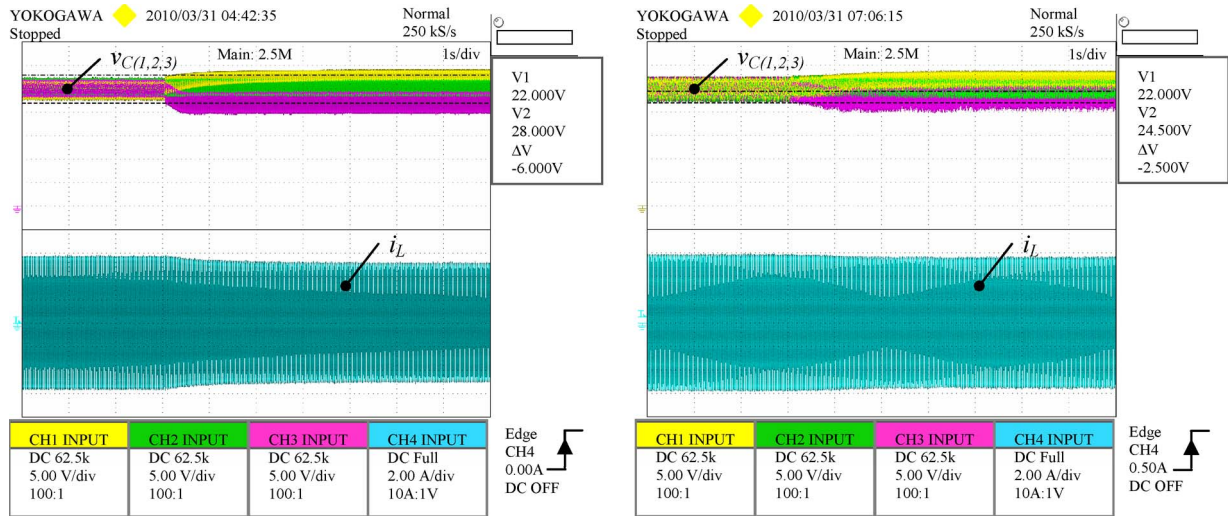 YOKOGAWA 2010/03/31 04:42:35 Normal
Stopped 250 kS/s
Main: 2.5M 1s/div
vC(1,2,3)
V1
22.000V
V2
28.000V
ΔV
-6.000V
iL
CH1 INPUT CH2 INPUT CH3 INPUT CH4 INPUT
DC 62.5k DC 62.5k DC 62.5k DC Full
5.00 V/div 5.00 V/div 5.00 V/div 2.00 A/div
100:1 100:1 100:1 10A:1V
Edge
CH4
0.00A
DC OFF
YOKOGAWA 2010/03/31 07:06:15 Normal
Stopped 250 kS/s
Main: 2.5M 1s/div
vC(1,2,3)
V1
22.000V
V2
24.500V
ΔV
-2.500V
iL
CH1 INPUT CH2 INPUT CH3 INPUT CH4 INPUT
DC 62.5k DC 62.5k DC 62.5k DC Full
5.00 V/div 5.00 V/div 5.00 V/div 2.00 A/div
100:1 100:1 100:1 10A:1V
Edge
CH4
0.50A
DC OFF